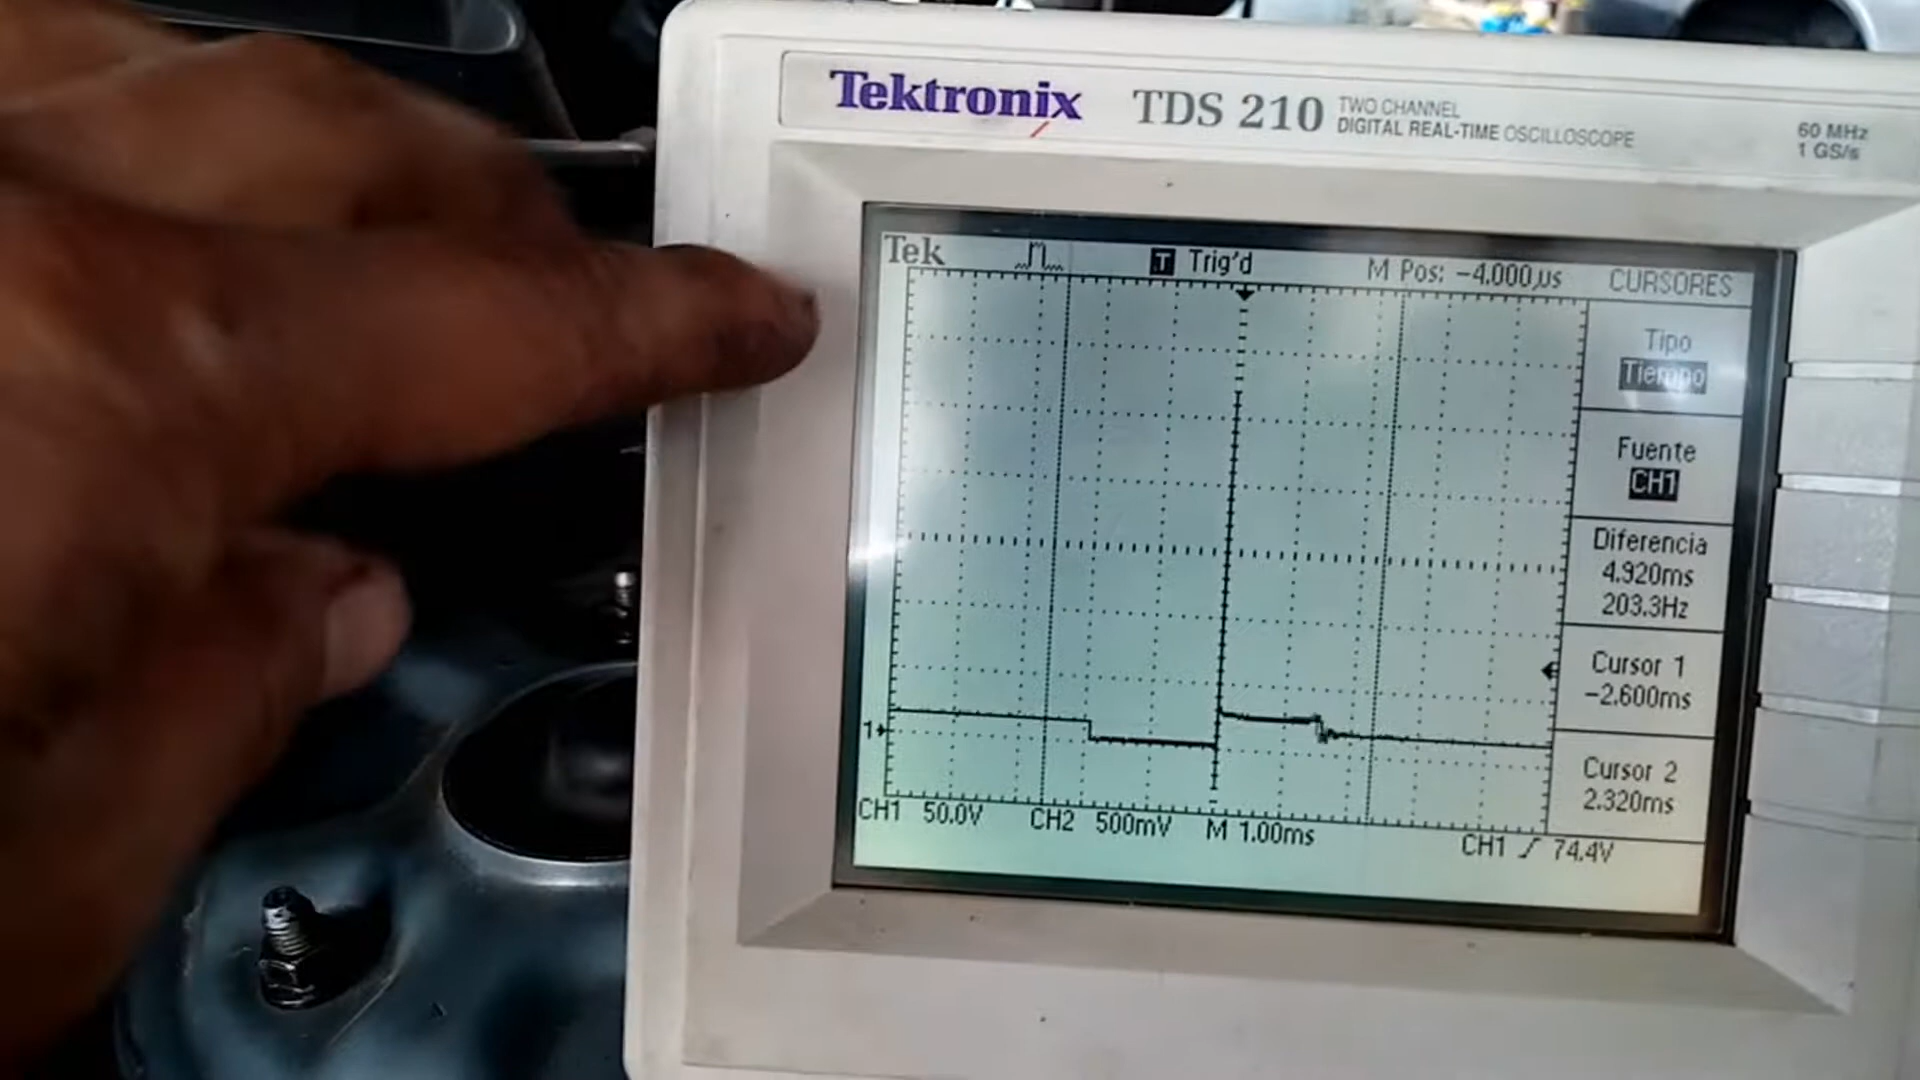 Tektronix TDS 210 TWO CHANNEL
DIGITAL REAL-TIME OSCILLOSCOPE
60 MHz
1 GS/s
Tek T Trig'd M Pos: -4.000µs CURSORES
Tipo
Tiempo
Fuente
CH1
Diferencia
4.920ms
203.3Hz
Cursor 1
-2.600ms
Cursor 2
2.320ms
1
CH1 50.0V CH2 500mV M 1.00ms CH1 74.4V